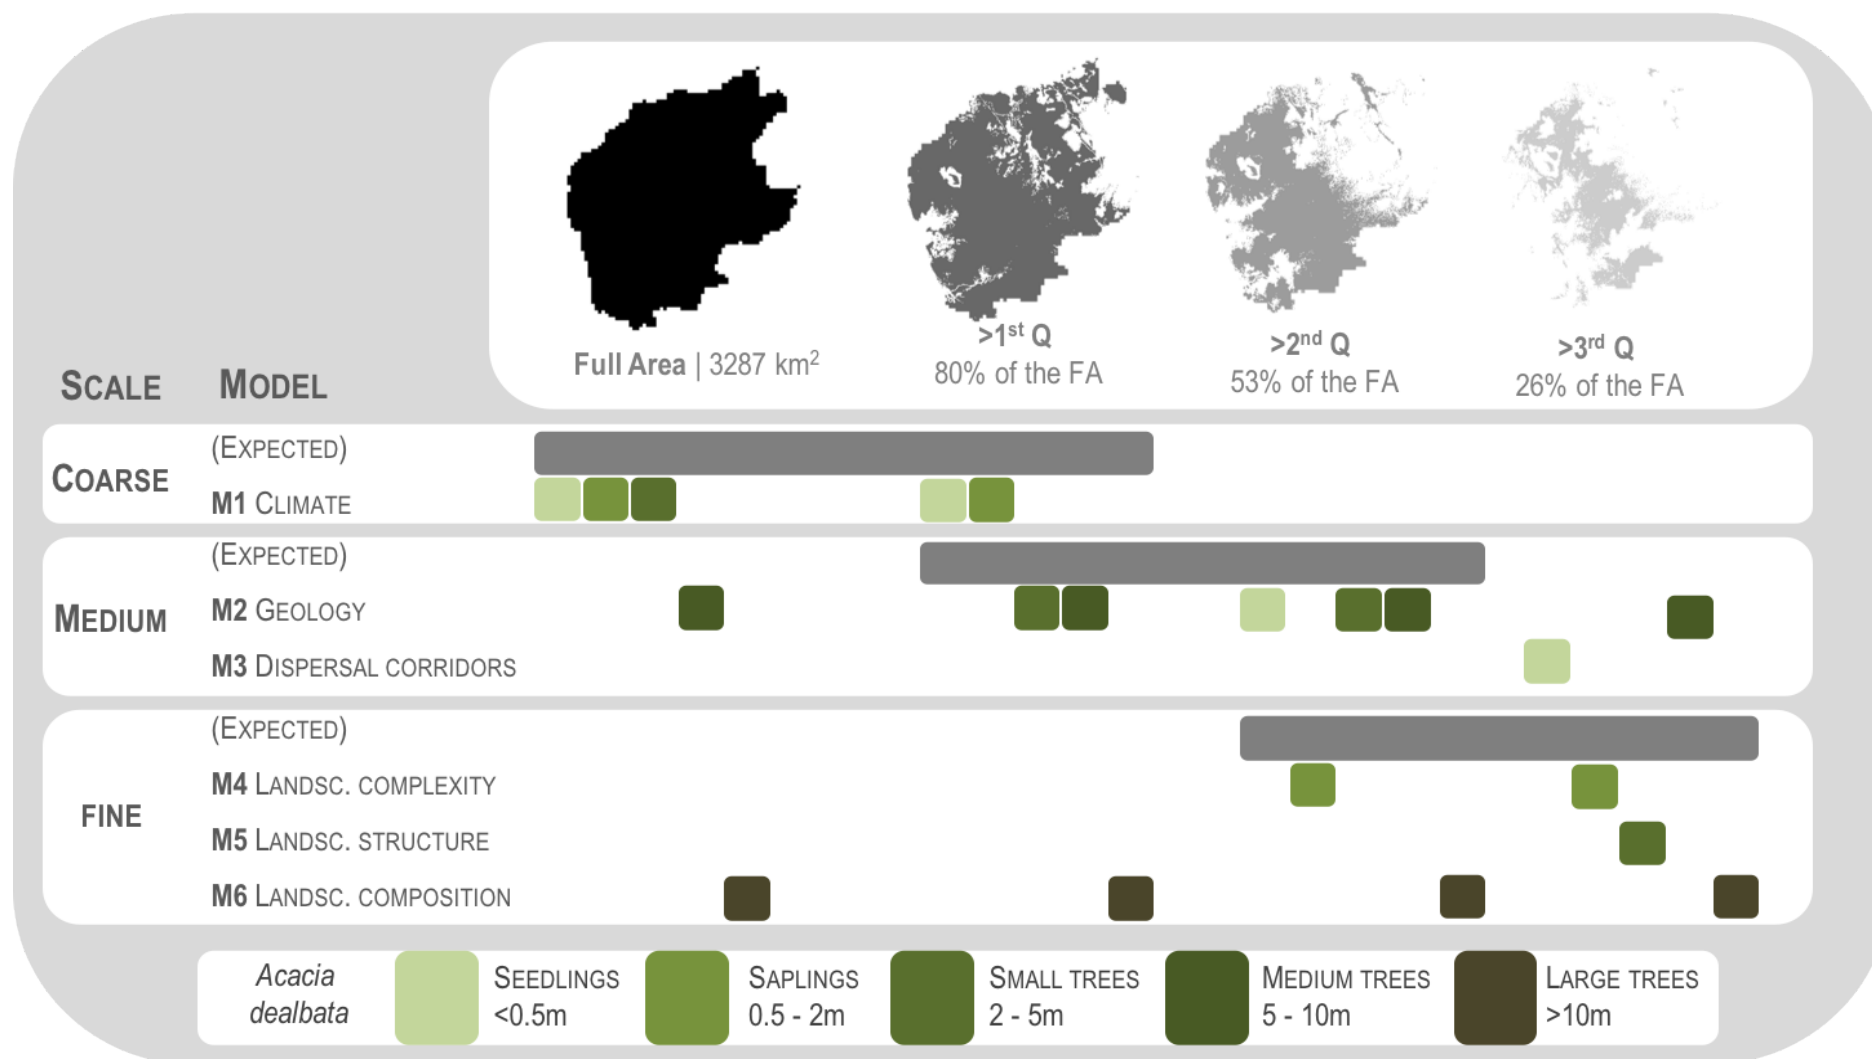 Full Area | 3287 km²
>1st Q
80% of the FA
>2nd Q
53% of the FA
>3rd Q
26% of the FA
SCALE MODEL
COARSE
(EXPECTED)
M1 CLIMATE
MEDIUM
(EXPECTED)
M2 GEOLOGY
M3 DISPERSAL CORRIDORS
FINE
(EXPECTED)
M4 LANDSC. COMPLEXITY
M5 LANDSC. STRUCTURE
M6 LANDSC. COMPOSITION
Acacia
dealbata
SEEDLINGS
<0.5m
SAPLINGS
0.5 - 2m
SMALL TREES
2 - 5m
MEDIUM TREES
5 - 10m
LARGE TREES
>10m